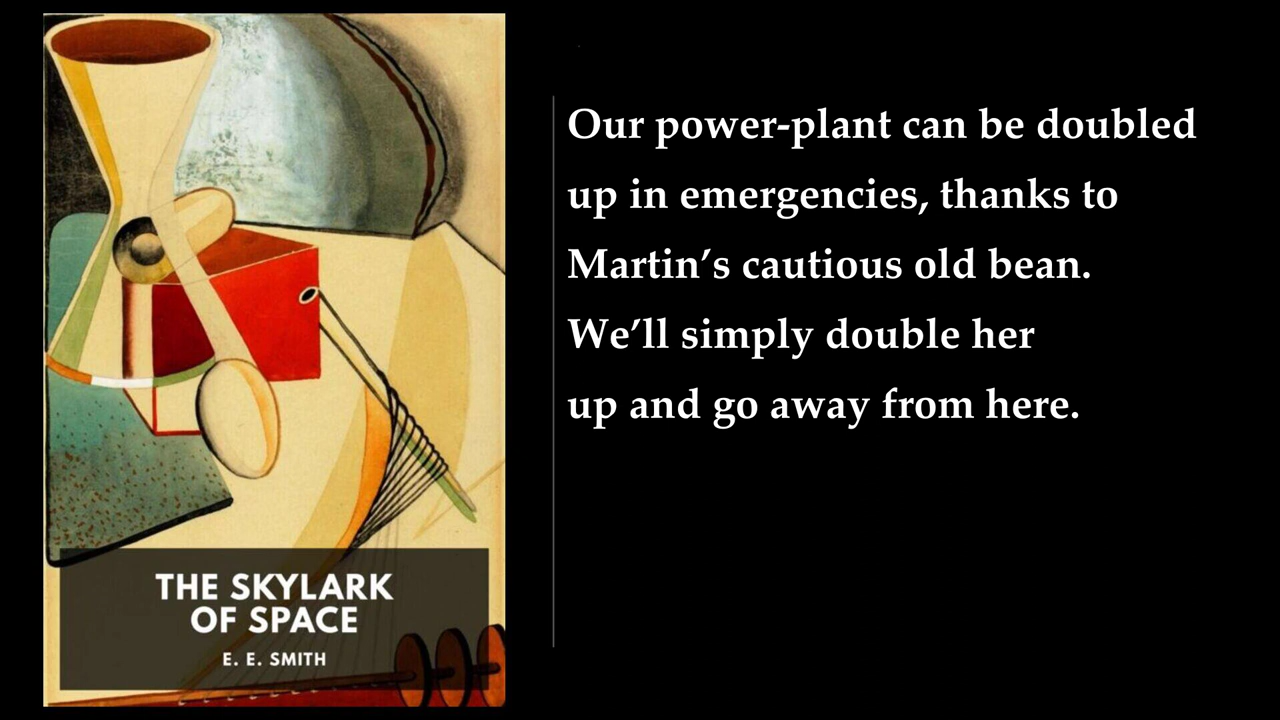 THE SKYLARK
OF SPACE
E. E. SMITH
Our power-plant can be doubled
up in emergencies, thanks to
Martin’s cautious old bean.
We’ll simply double her
up and go away from here.